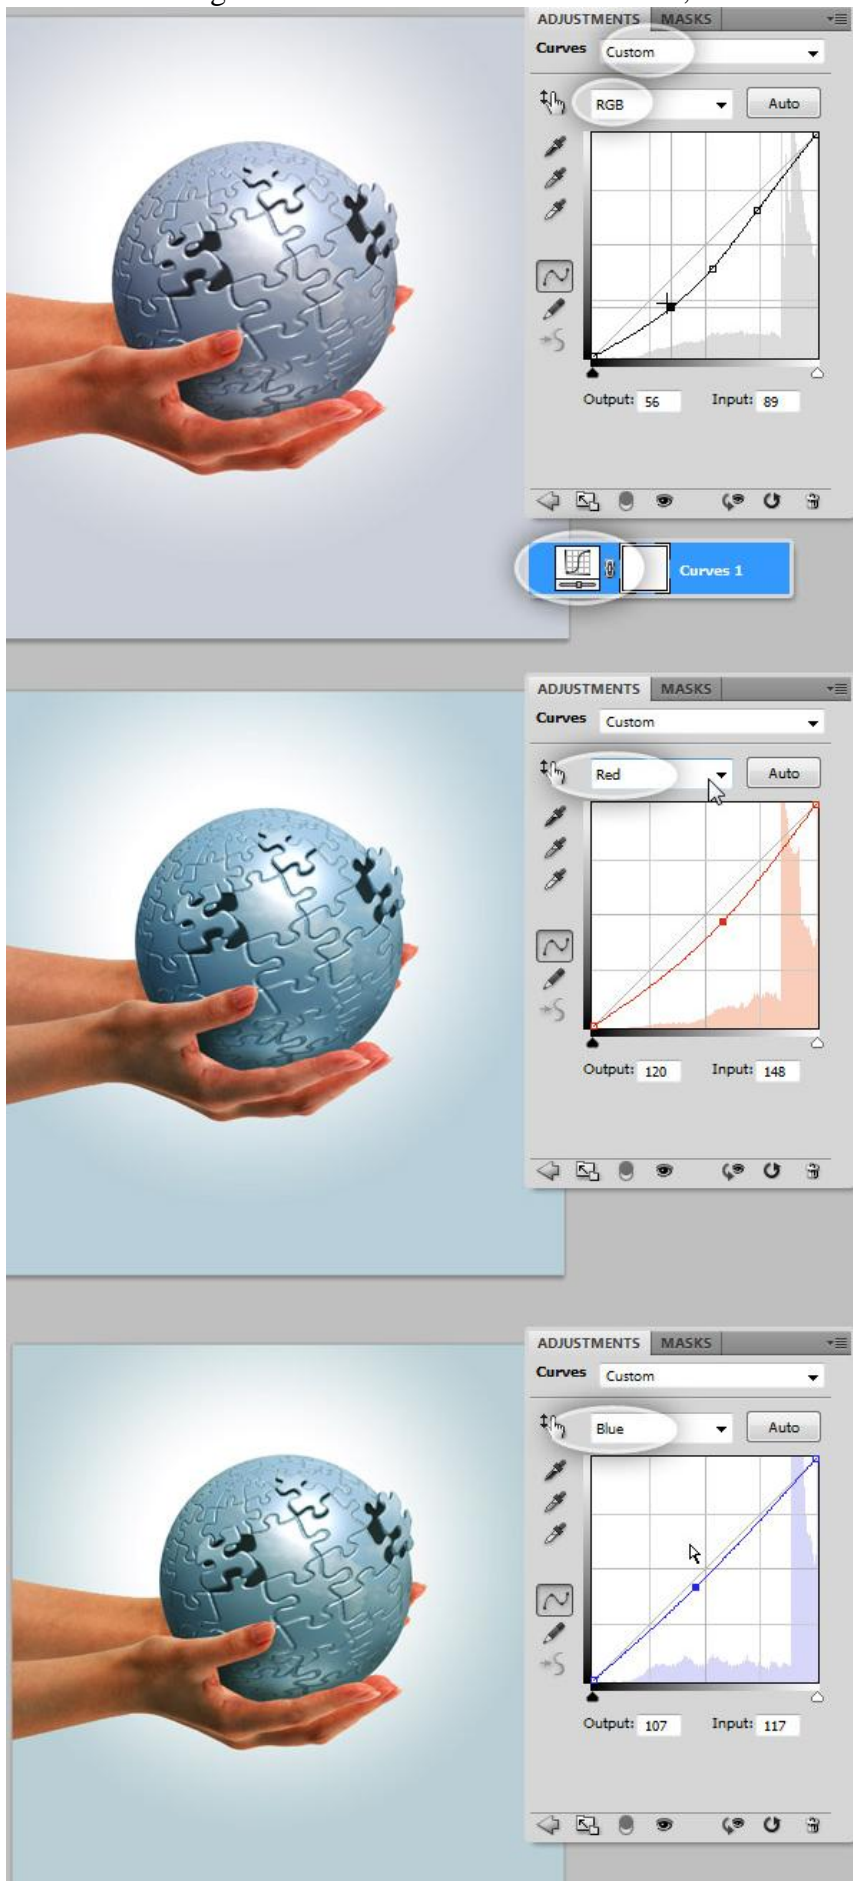 ADJUSTMENTS MASKS
Curves Custom
RGB Auto
Output: 56 Input: 89
Curves 1
ADJUSTMENTS MASKS
Curves Custom
Red Auto
Output: 120 Input: 148
ADJUSTMENTS MASKS
Curves Custom
Blue Auto
Output: 107 Input: 117